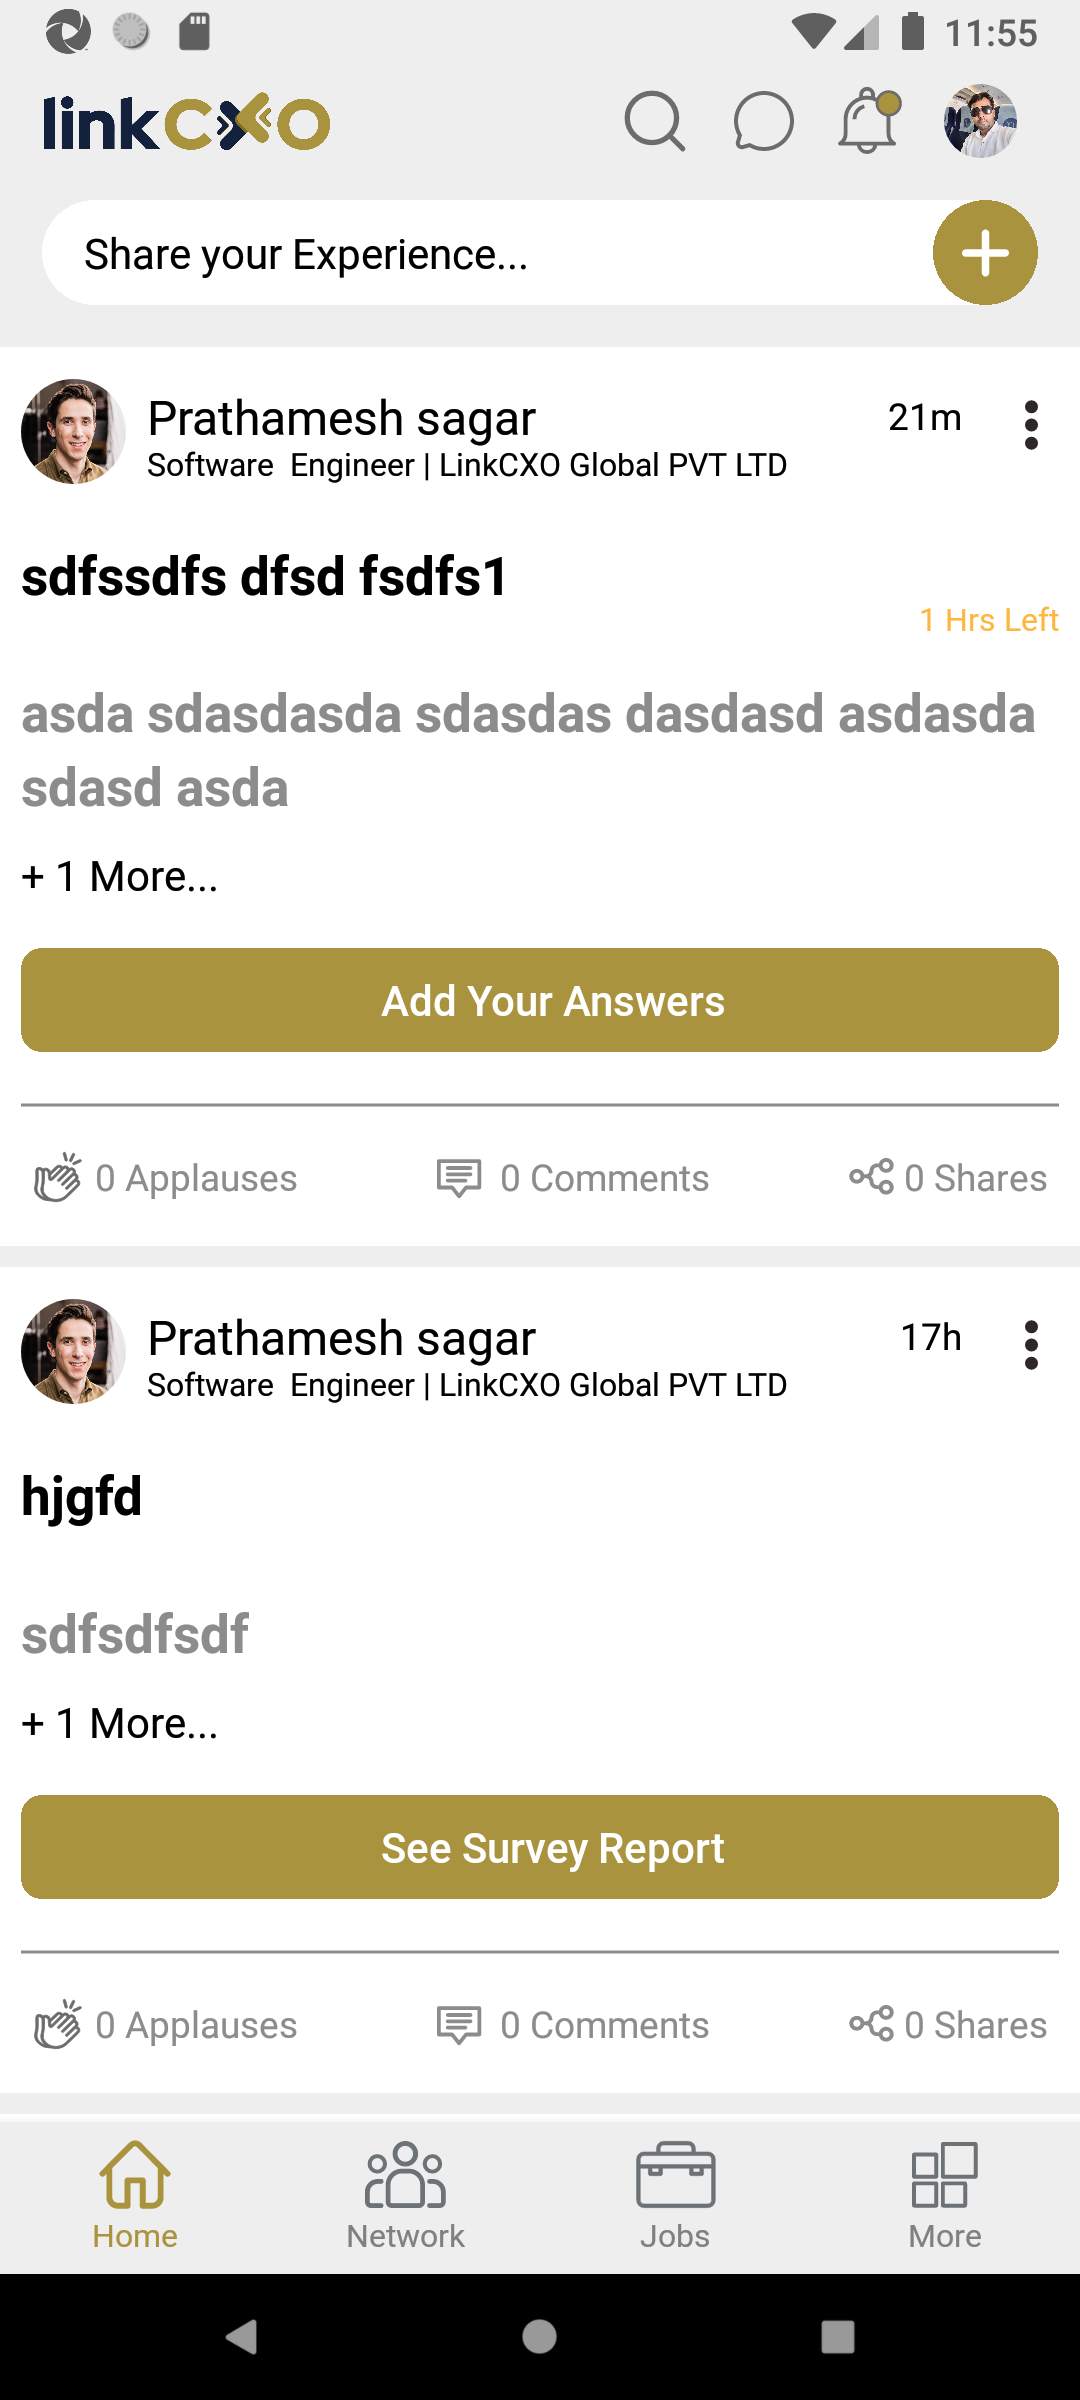 11:55
linkCXO
Share your Experience...
Prathamesh sagar
21m
Software  Engineer | LinkCXO Global PVT LTD
sdfssdfs dfsd fsdfs1
1 Hrs Left
asda sdasdasda sdasdas dasdasd asdasda
sdasd asda
+ 1 More...
Add Your Answers
0 Applauses
0 Comments
0 Shares
Prathamesh sagar
17h
Software  Engineer | LinkCXO Global PVT LTD
hjgfd
sdfsdfsdf
+ 1 More...
See Survey Report
0 Applauses
0 Comments
0 Shares
Home
Network
Jobs
More